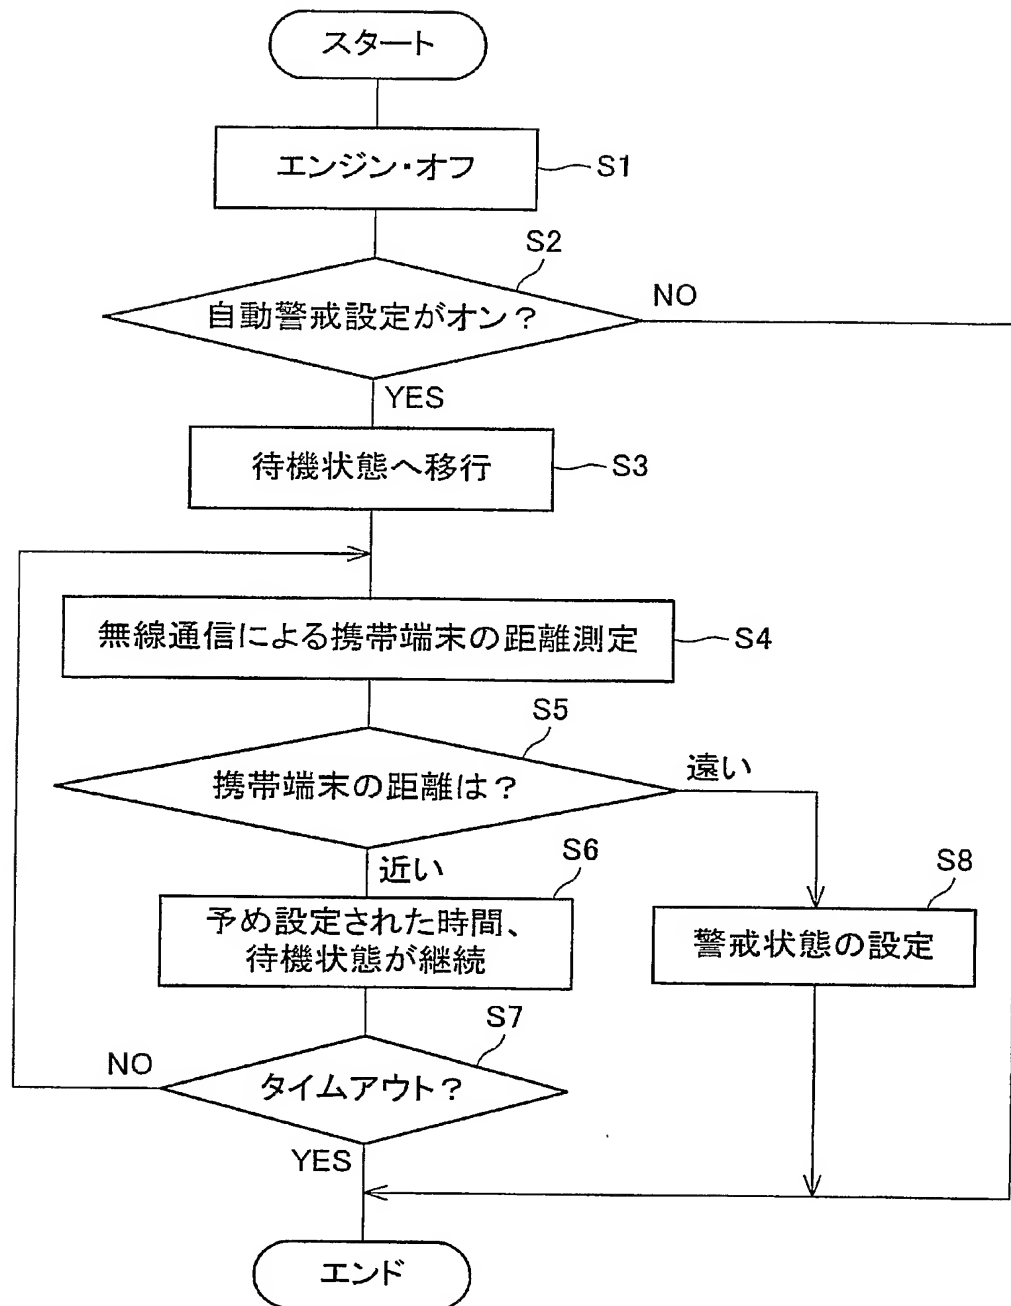 スタート
エンジン・オフ
S1
S2
自動警戒設定がオン？
NO
YES
待機状態へ移行
S3
無線通信による携帯端末の距離測定
S4
S5
携帯端末の距離は？
遠い
近い
S6
予め設定された時間、
待機状態が継続
S8
警戒状態の設定
S7
タイムアウト？
NO
YES
エンド